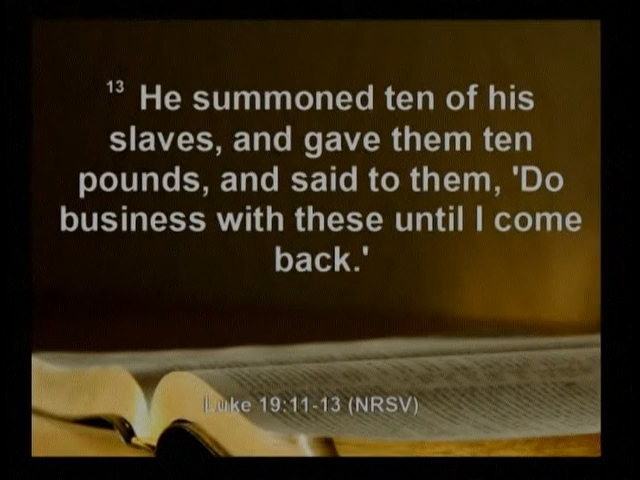 13 He summoned ten of his
slaves, and gave them ten
pounds, and said to them, 'Do
business with these until I come
back.'
Luke 19:11-13 (NRSV)